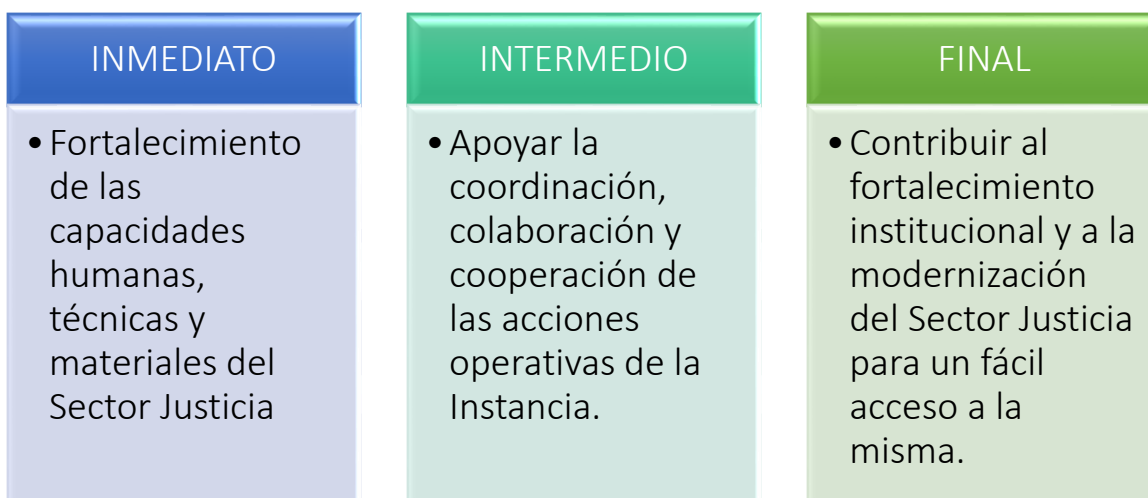 INMEDIATO
• Fortalecimiento
de las
capacidades
humanas,
técnicas y
materiales del
Sector Justicia
INTERMEDIO
• Apoyar la
coordinación,
colaboración y
cooperación de
las acciones
operativas de la
Instancia.
FINAL
• Contribuir al
fortalecimiento
institucional y a la
modernización
del Sector Justicia
para un fácil
acceso a la
misma.